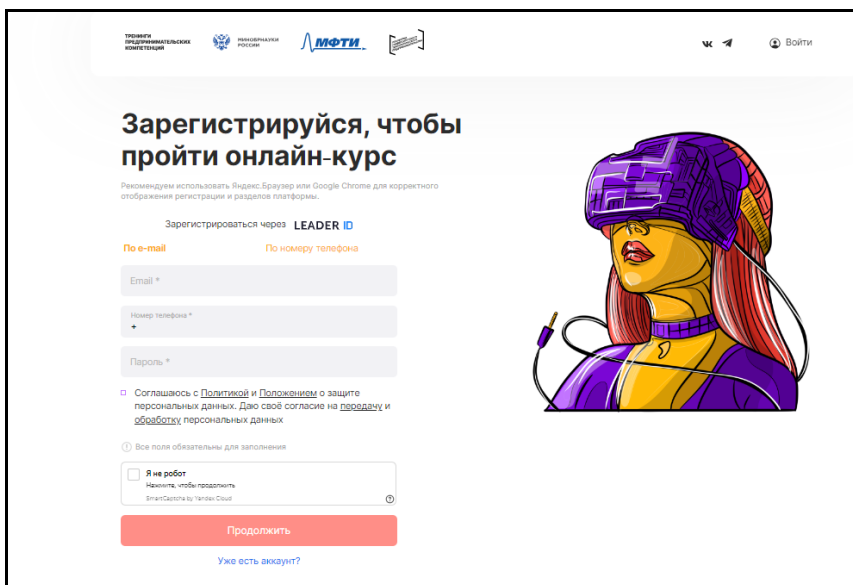 ТРЕНИНГИ
ПРЕДПРИНИМАТЕЛЬСКИХ
КОМПЕТЕНЦИЙ
МИНОБРНАУКИ
РОССИИ
МФТИ
Войти
Зарегистрируйся, чтобы
пройти онлайн-курс
Рекомендуем использовать Яндекс.Браузер или Google Chrome для корректного
отображения регистрации и разделов платформы.
Зарегистрироваться через LEADER ID
По e-mail
По номеру телефона
Email *
Номер телефона *
+
Пароль *
Соглашаюсь с Политикой и Положением о защите
персональных данных. Даю своё согласие на передачу и
обработку персональных данных
Все поля обязательны для заполнения
Я не робот
Нажмите, чтобы продолжить
SmartCaptcha by Yandex Cloud
Продолжить
Уже есть аккаунт?